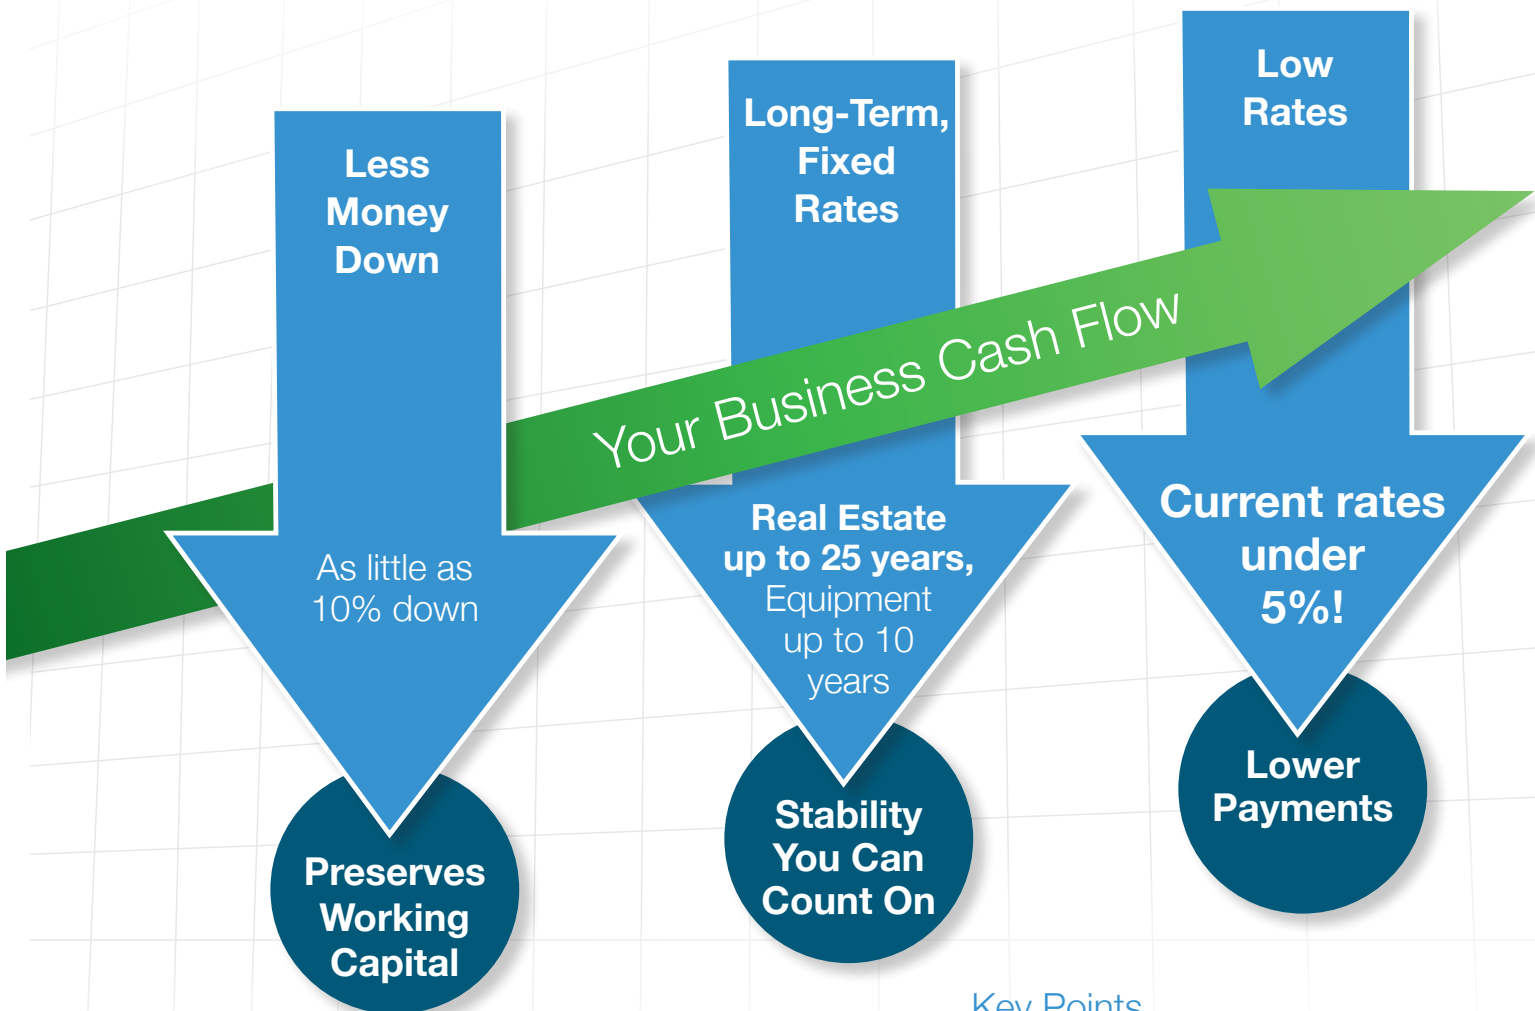 Less
Money
Down
As little as
10% down
Preserves
Working
Capital
Long-Term,
Fixed
Rates
Real Estate
up to 25 years,
Equipment
up to 10
years
Stability
You Can
Count On
Low
Rates
Current rates
under
5%!
Lower
Payments
Your Business Cash Flow
Key Points